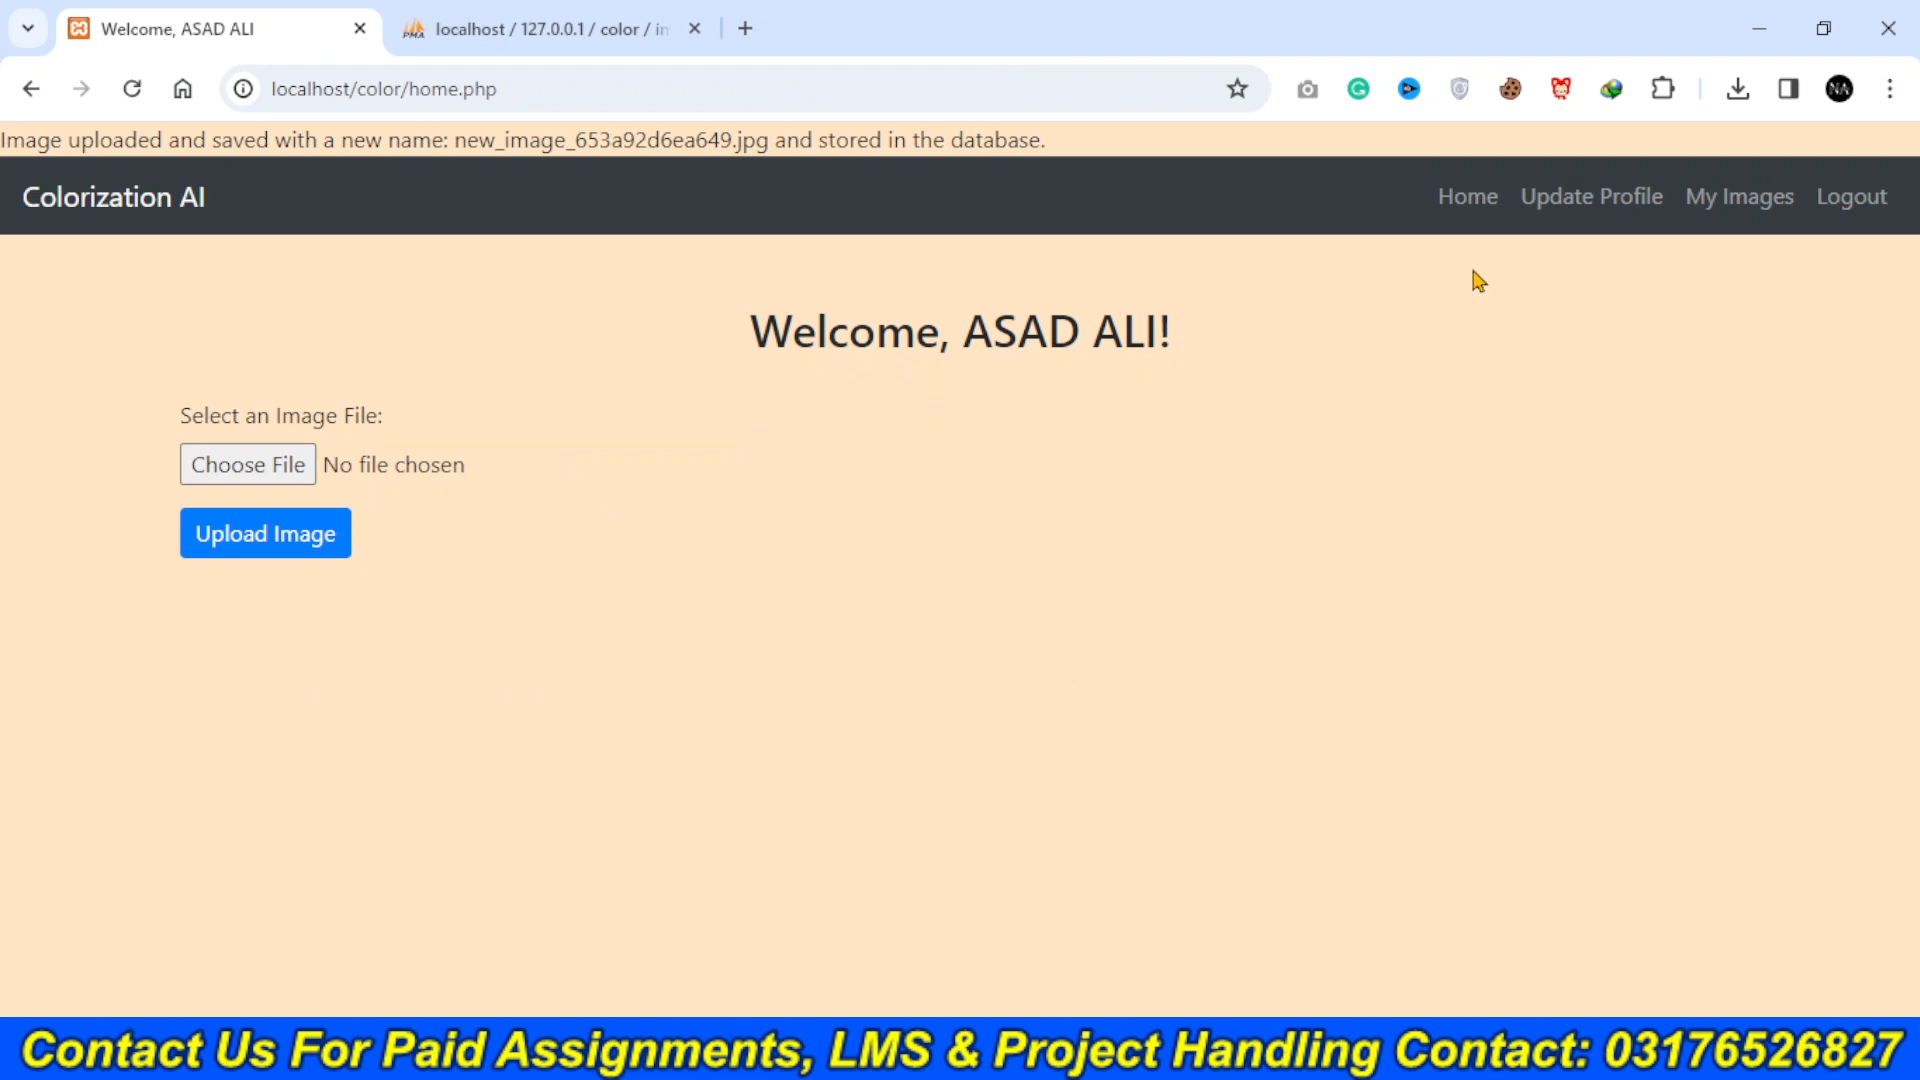 Welcome, ASAD ALI
localhost / 127.0.0.1 / color / in
localhost/color/home.php
Image uploaded and saved with a new name: new_image_653a92d6ea649.jpg and stored in the database.
Colorization AI
Home Update Profile My Images Logout
Welcome, ASAD ALI!
Select an Image File:
Choose File No file chosen
Upload Image
Contact Us For Paid Assignments, LMS & Project Handling Contact: 03176526827